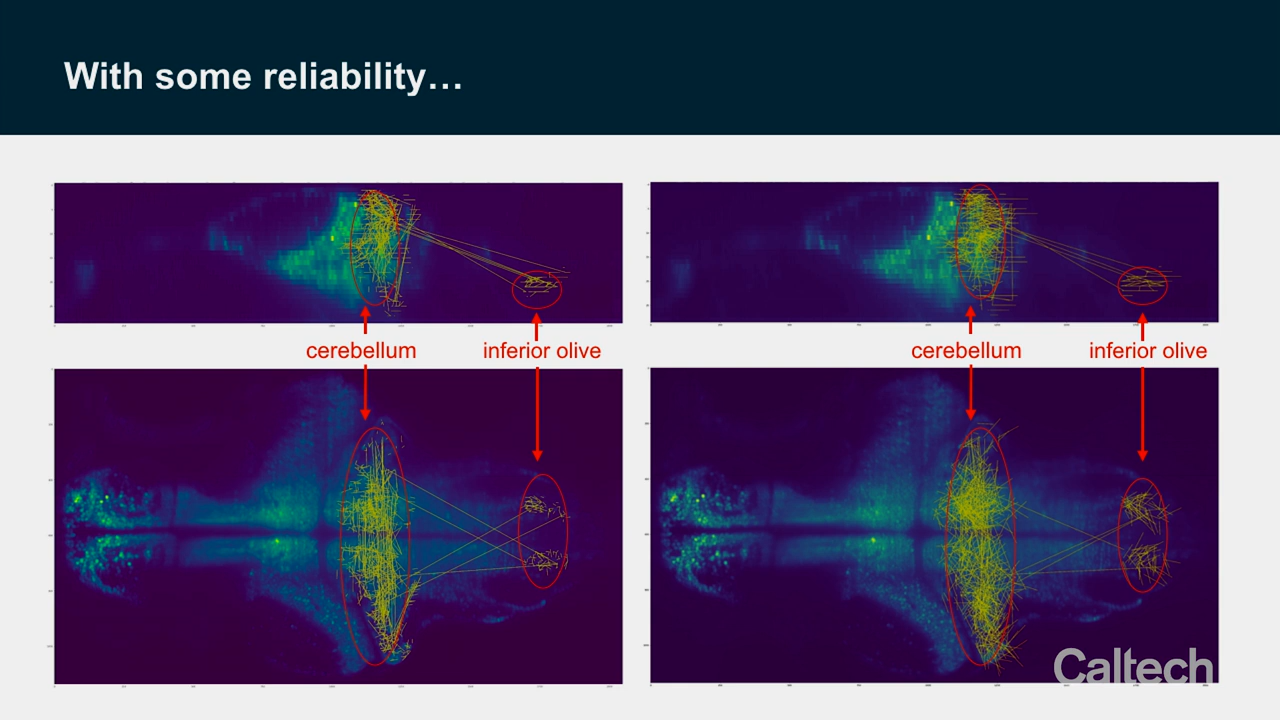 With some reliability…
cerebellum
inferior olive
cerebellum
inferior olive
Caltech